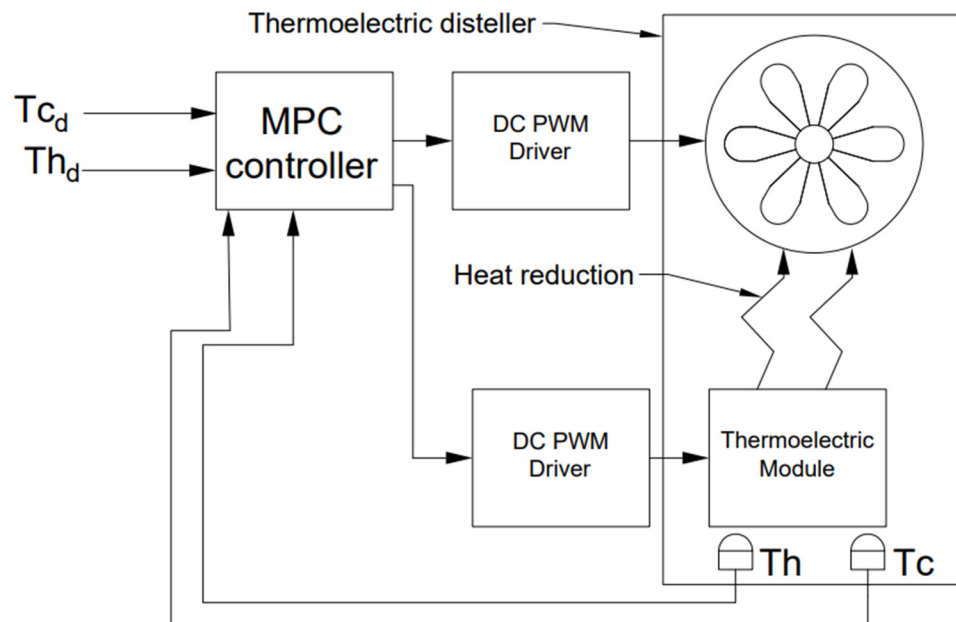 Thermoelectric disteller
Tc_d
Th_d
MPC
controller
DC PWM
Driver
Heat reduction
DC PWM
Driver
Thermoelectric
Module
Th
Tc